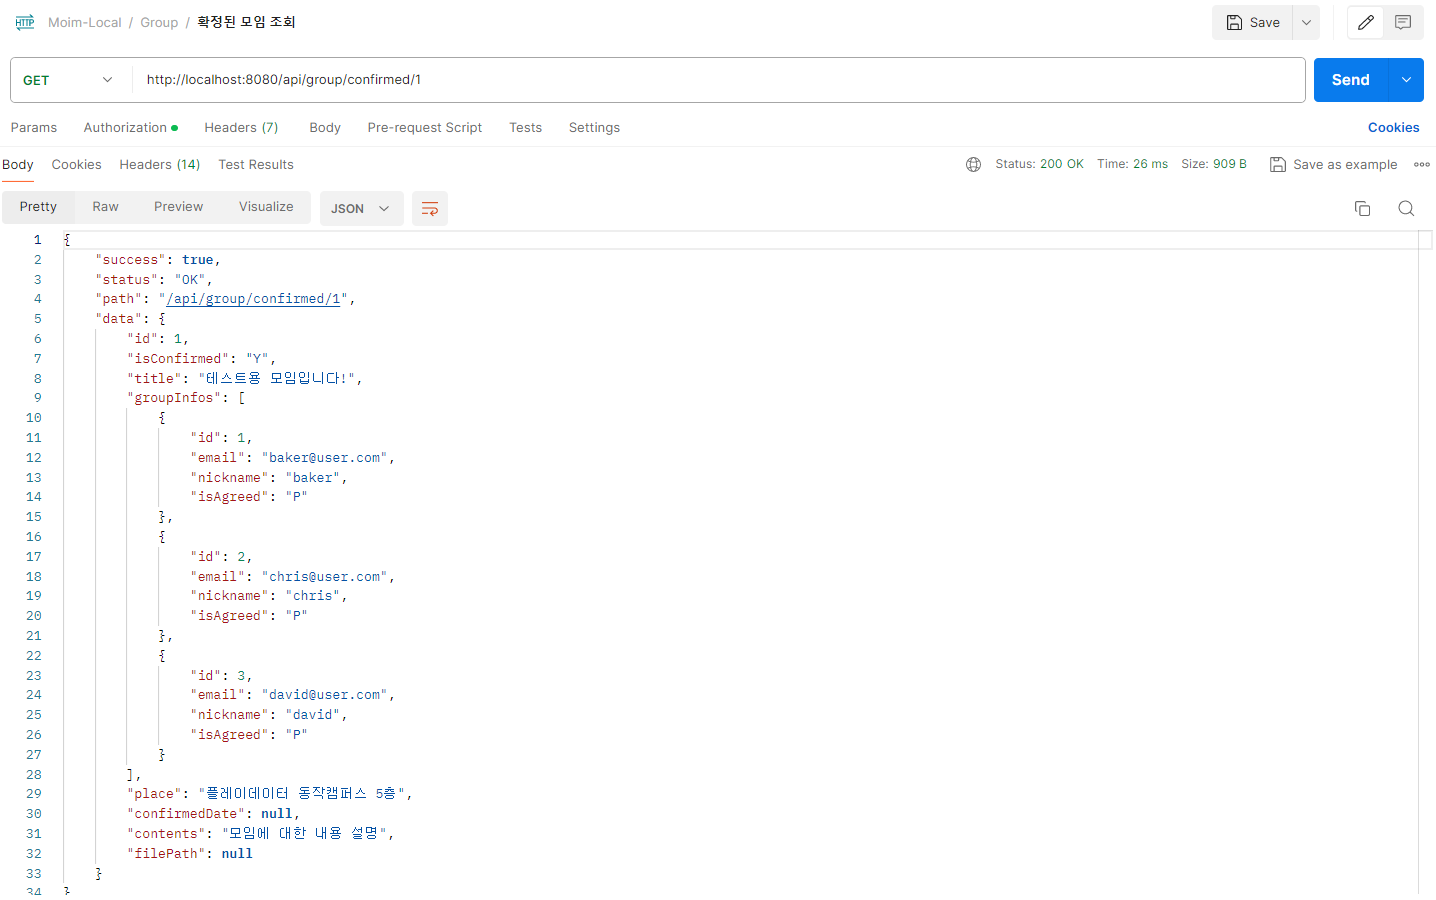 HTTP Moim-Local / Group / 확정된 모임 조회 Save
GET http://localhost:8080/api/group/confirmed/1 Send
Params Authorization Headers (7) Body Pre-request Script Tests Settings Cookies
Body Cookies Headers (14) Test Results Status: 200 OK Time: 26 ms Size: 909 B Save as example
Pretty Raw Preview Visualize JSON
1 {
2 "success": true,
3 "status": "OK",
4 "path": "/api/group/confirmed/1",
5 "data": {
6 "id": 1,
7 "isConfirmed": "Y",
8 "title": "테스트용 모임입니다!",
9 "groupInfos": [
10 {
11 "id": 1,
12 "email": "baker@user.com",
13 "nickname": "baker",
14 "isAgreed": "P"
15 },
16 {
17 "id": 2,
18 "email": "chris@user.com",
19 "nickname": "chris",
20 "isAgreed": "P"
21 },
22 {
23 "id": 3,
24 "email": "david@user.com",
25 "nickname": "david",
26 "isAgreed": "P"
27 }
28 ],
29 "place": "플레이데이터 동작캠퍼스 5층",
30 "confirmedDate": null,
31 "contents": "모임에 대한 내용 설명",
32 "filePath": null
33 }
34 }